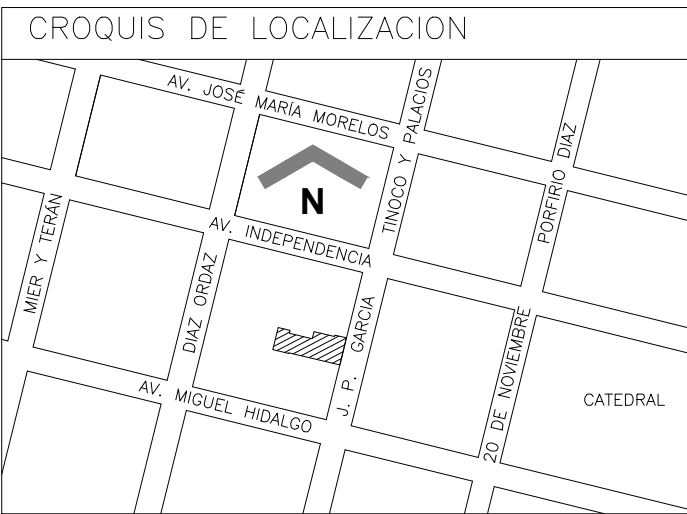 CROQUIS DE LOCALIZACION
AV. JOSÉ MARÍA MORELOS
TINOCO Y PALACIOS
PORFIRIO DIAZ
N
MIER Y TERÁN
AV. INDEPENDENCIA
DIAZ ORDAZ
J. P. GARCIA
20 DE NOVIEMBRE
CATEDRAL
AV. MIGUEL HIDALGO